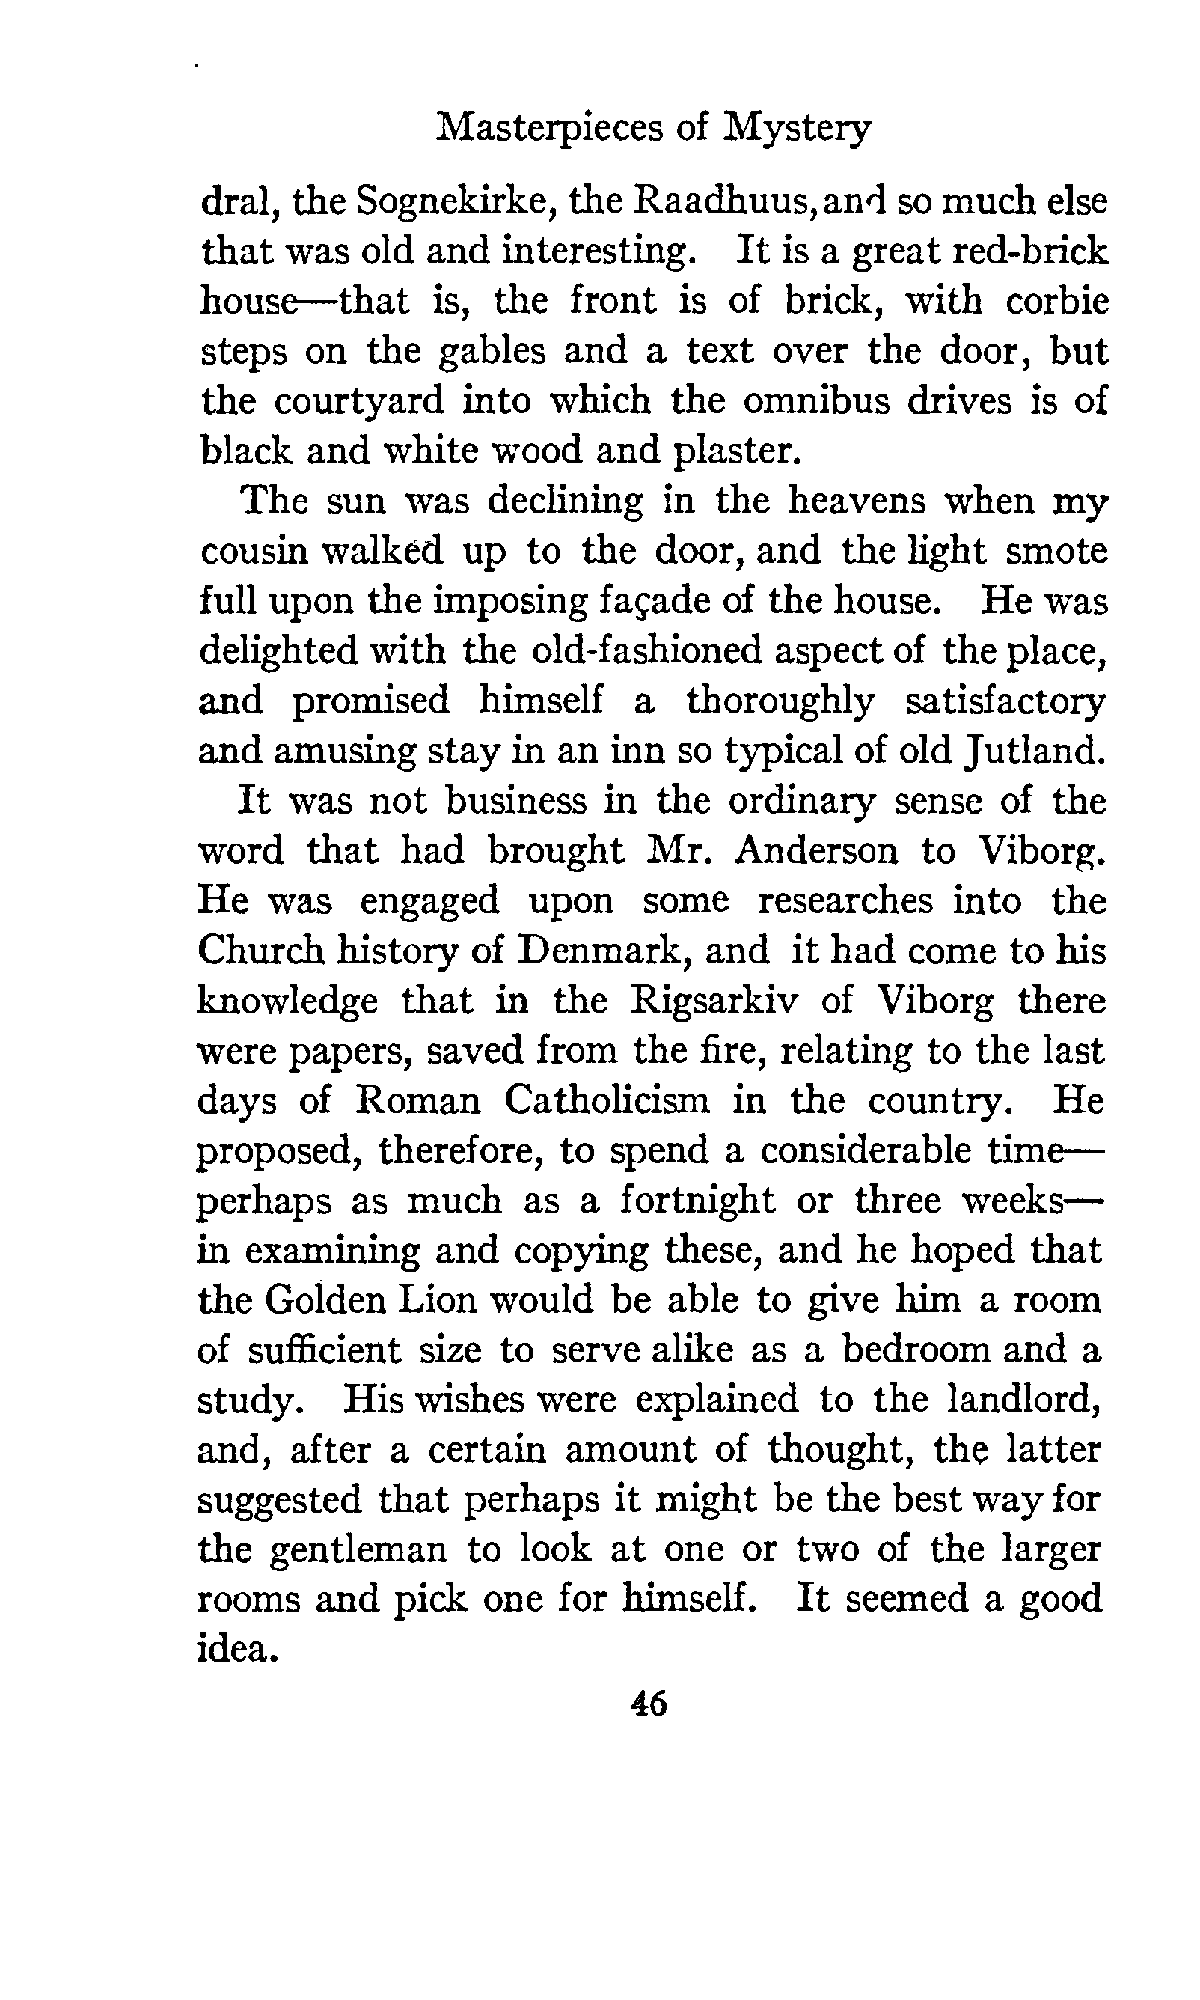 Masterpieces of Mystery
dral, the Sognekirke, the Raadhuus, and so much else
that was old and interesting. It is a great red-brick
house—that is, the front is of brick, with corbie
steps on the gables and a text over the door, but
the courtyard into which the omnibus drives is of
black and white wood and plaster.
The sun was declining in the heavens when my
cousin walked up to the door, and the light smote
full upon the imposing façade of the house. He was
delighted with the old-fashioned aspect of the place,
and promised himself a thoroughly satisfactory
and amusing stay in an inn so typical of old Jutland.
It was not business in the ordinary sense of the
word that had brought Mr. Anderson to Viborg.
He was engaged upon some researches into the
Church history of Denmark, and it had come to his
knowledge that in the Rigsarkiv of Viborg there
were papers, saved from the fire, relating to the last
days of Roman Catholicism in the country. He
proposed, therefore, to spend a considerable time—
perhaps as much as a fortnight or three weeks—
in examining and copying these, and he hoped that
the Golden Lion would be able to give him a room
of sufficient size to serve alike as a bedroom and a
study. His wishes were explained to the landlord,
and, after a certain amount of thought, the latter
suggested that perhaps it might be the best way for
the gentleman to look at one or two of the larger
rooms and pick one for himself. It seemed a good
idea.
46